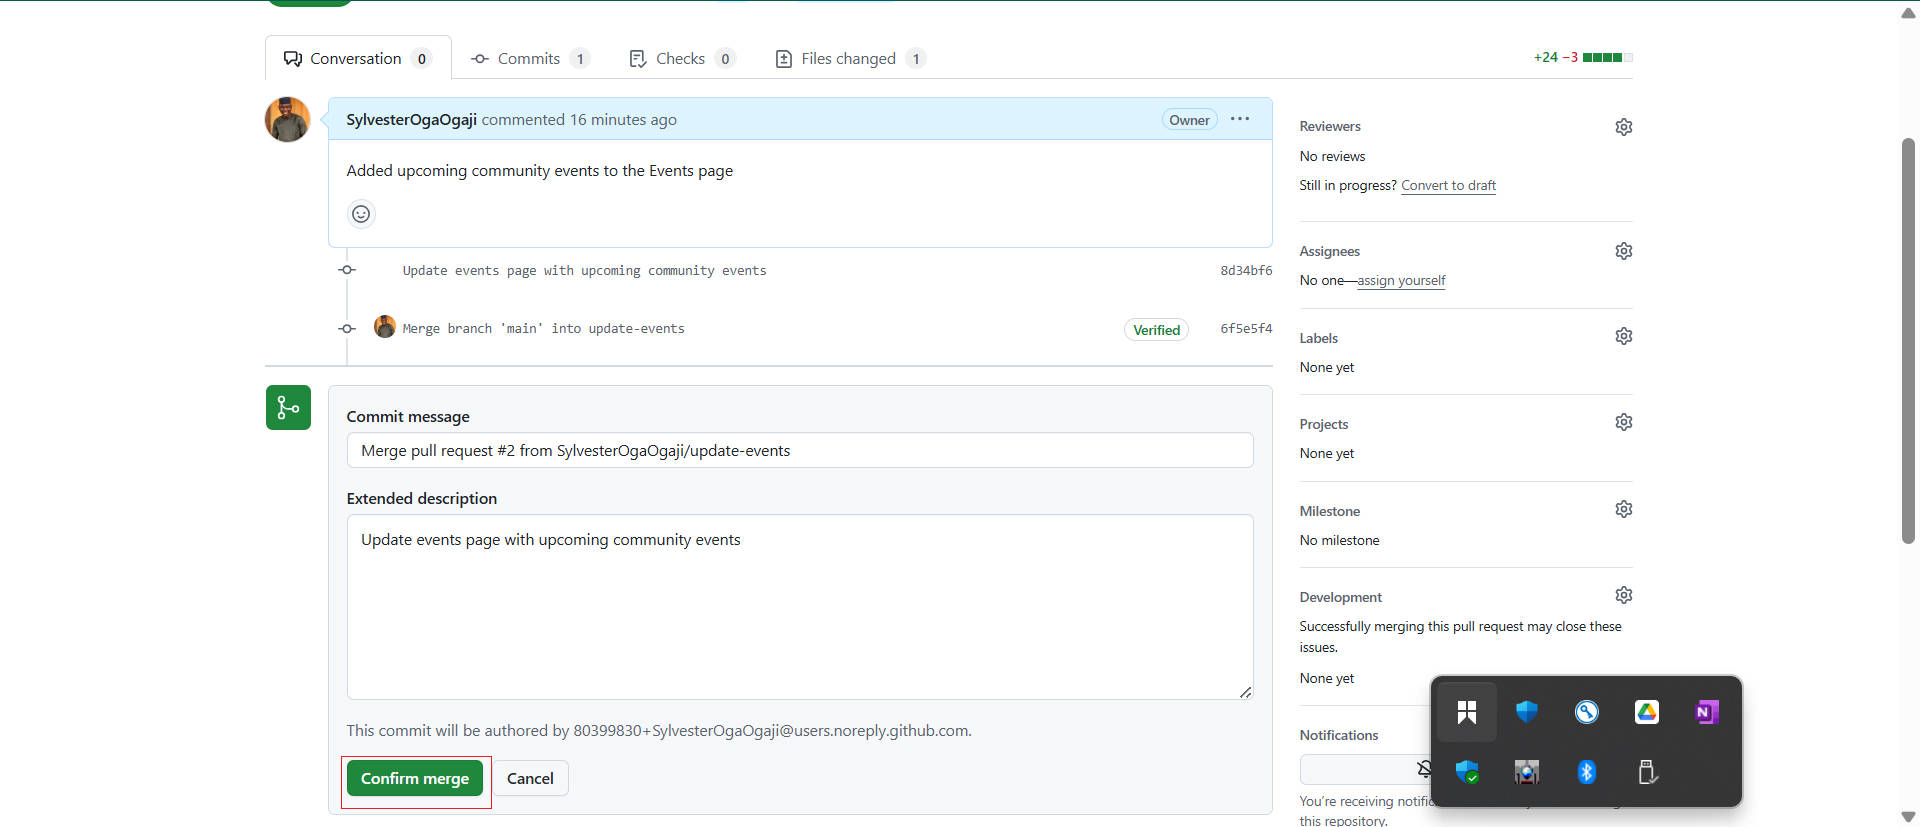 Conversation 0
Commits 1
Checks 0
Files changed 1
+24 −3
SylvesterOgaOgaji commented 16 minutes ago
Owner
Added upcoming community events to the Events page
Update events page with upcoming community events
8d34bf6
Merge branch 'main' into update-events
Verified
6f5e5f4
Commit message
Merge pull request #2 from SylvesterOgaOgaji/update-events
Extended description
Update events page with upcoming community events
This commit will be authored by 80399830+SylvesterOgaOgaji@users.noreply.github.com.
Confirm merge
Cancel
Reviewers
No reviews
Still in progress? Convert to draft
Assignees
No one—assign yourself
Labels
None yet
Projects
None yet
Milestone
No milestone
Development
Successfully merging this pull request may close these
issues.
None yet
Notifications
You're receiving
this repository.
N